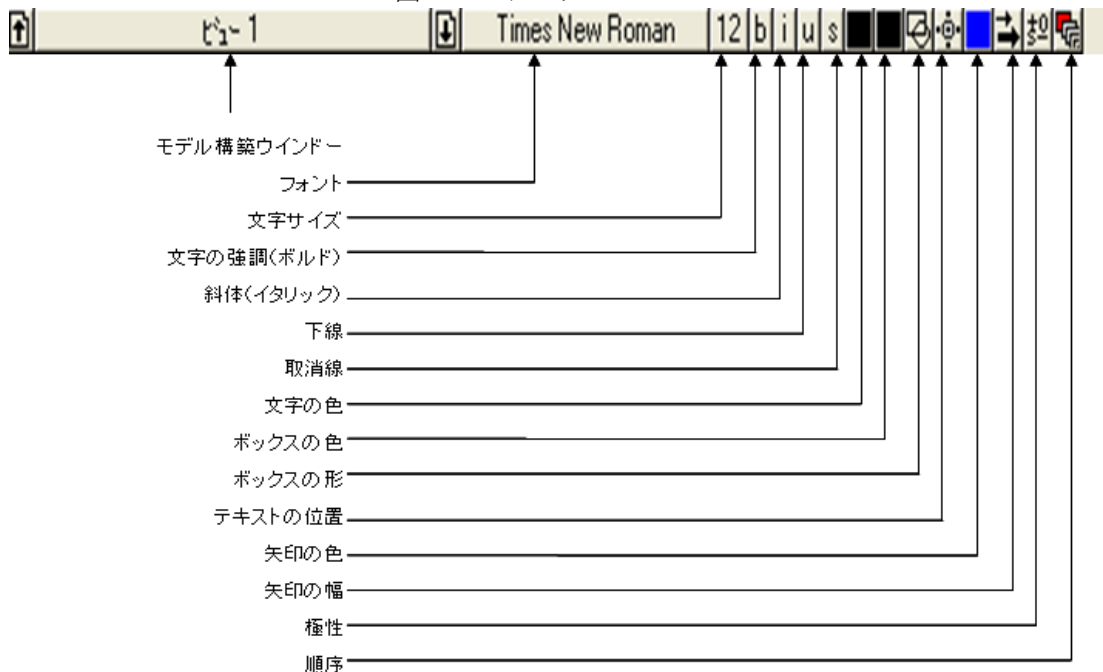 ビュー 1 Times New Roman 12 b i u s
モデル構築ウインドー
フォント
文字サイズ
文字の強調(ボルド)
斜体(イタリック)
下線
取消線
文字の色
ボックスの色
ボックスの形
テキストの位置
矢印の色
矢印の幅
極性
順序